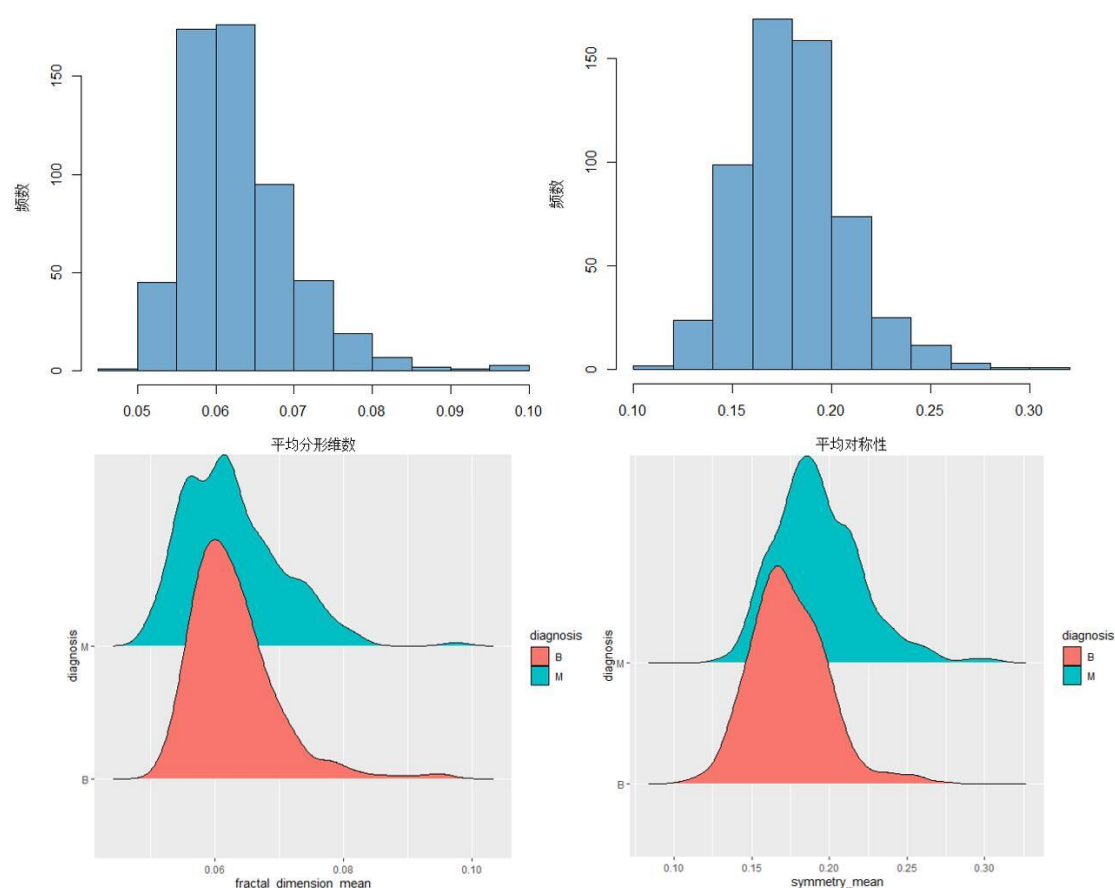 频数
150
100
50
0
0.05 0.06 0.07 0.08 0.09 0.10
频数
150
100
50
0
0.10 0.15 0.20 0.25 0.30
平均分形维数
diagnosis
M
B
0.06 0.08 0.10
fractal_dimension_mean
diagnosis
B
M
平均对称性
diagnosis
M
B
0.10 0.15 0.20 0.25 0.30
symmetry_mean
diagnosis
B
M